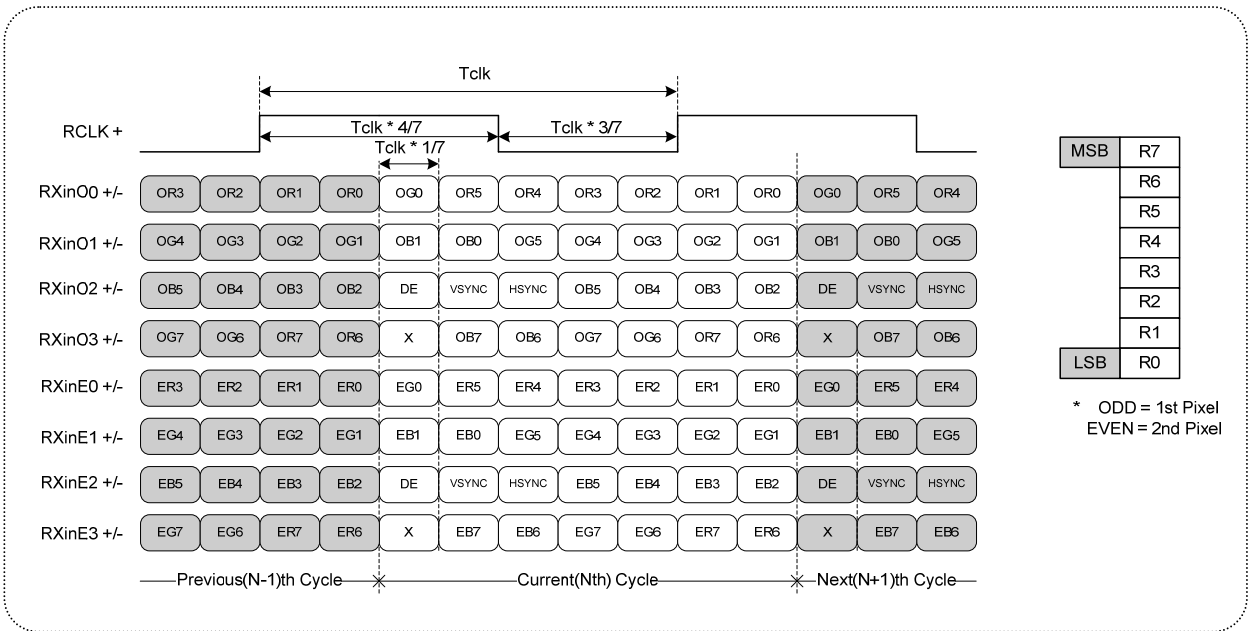 Tclk
RCLK +
Tclk * 4/7
Tclk * 3/7
Tclk * 1/7
RXinO0 +/- OR3 OR2 OR1 OR0 OG0 OR5 OR4 OR3 OR2 OR1 OR0 OG0 OR5 OR4
RXinO1 +/- OG4 OG3 OG2 OG1 OB1 OB0 OG5 OG4 OG3 OG2 OG1 OB1 OB0 OG5
RXinO2 +/- OB5 OB4 OB3 OB2 DE VSYNC HSYNC OB5 OB4 OB3 OB2 DE VSYNC HSYNC
RXinO3 +/- OG7 OG6 OR7 OR6 X OB7 OB6 OG7 OG6 OR7 OR6 X OB7 OB6
RXinE0 +/- ER3 ER2 ER1 ER0 EG0 ER5 ER4 ER3 ER2 ER1 ER0 EG0 ER5 ER4
RXinE1 +/- EG4 EG3 EG2 EG1 EB1 EB0 EG5 EG4 EG3 EG2 EG1 EB1 EB0 EG5
RXinE2 +/- EB5 EB4 EB3 EB2 DE VSYNC HSYNC EB5 EB4 EB3 EB2 DE VSYNC HSYNC
RXinE3 +/- EG7 EG6 ER7 ER6 X EB7 EB6 EG7 EG6 ER7 ER6 X EB7 EB6
Previous(N-1)th Cycle Current(Nth) Cycle Next(N+1)th Cycle
MSB R7
R6
R5
R4
R3
R2
R1
LSB R0
* ODD = 1st Pixel
EVEN = 2nd Pixel